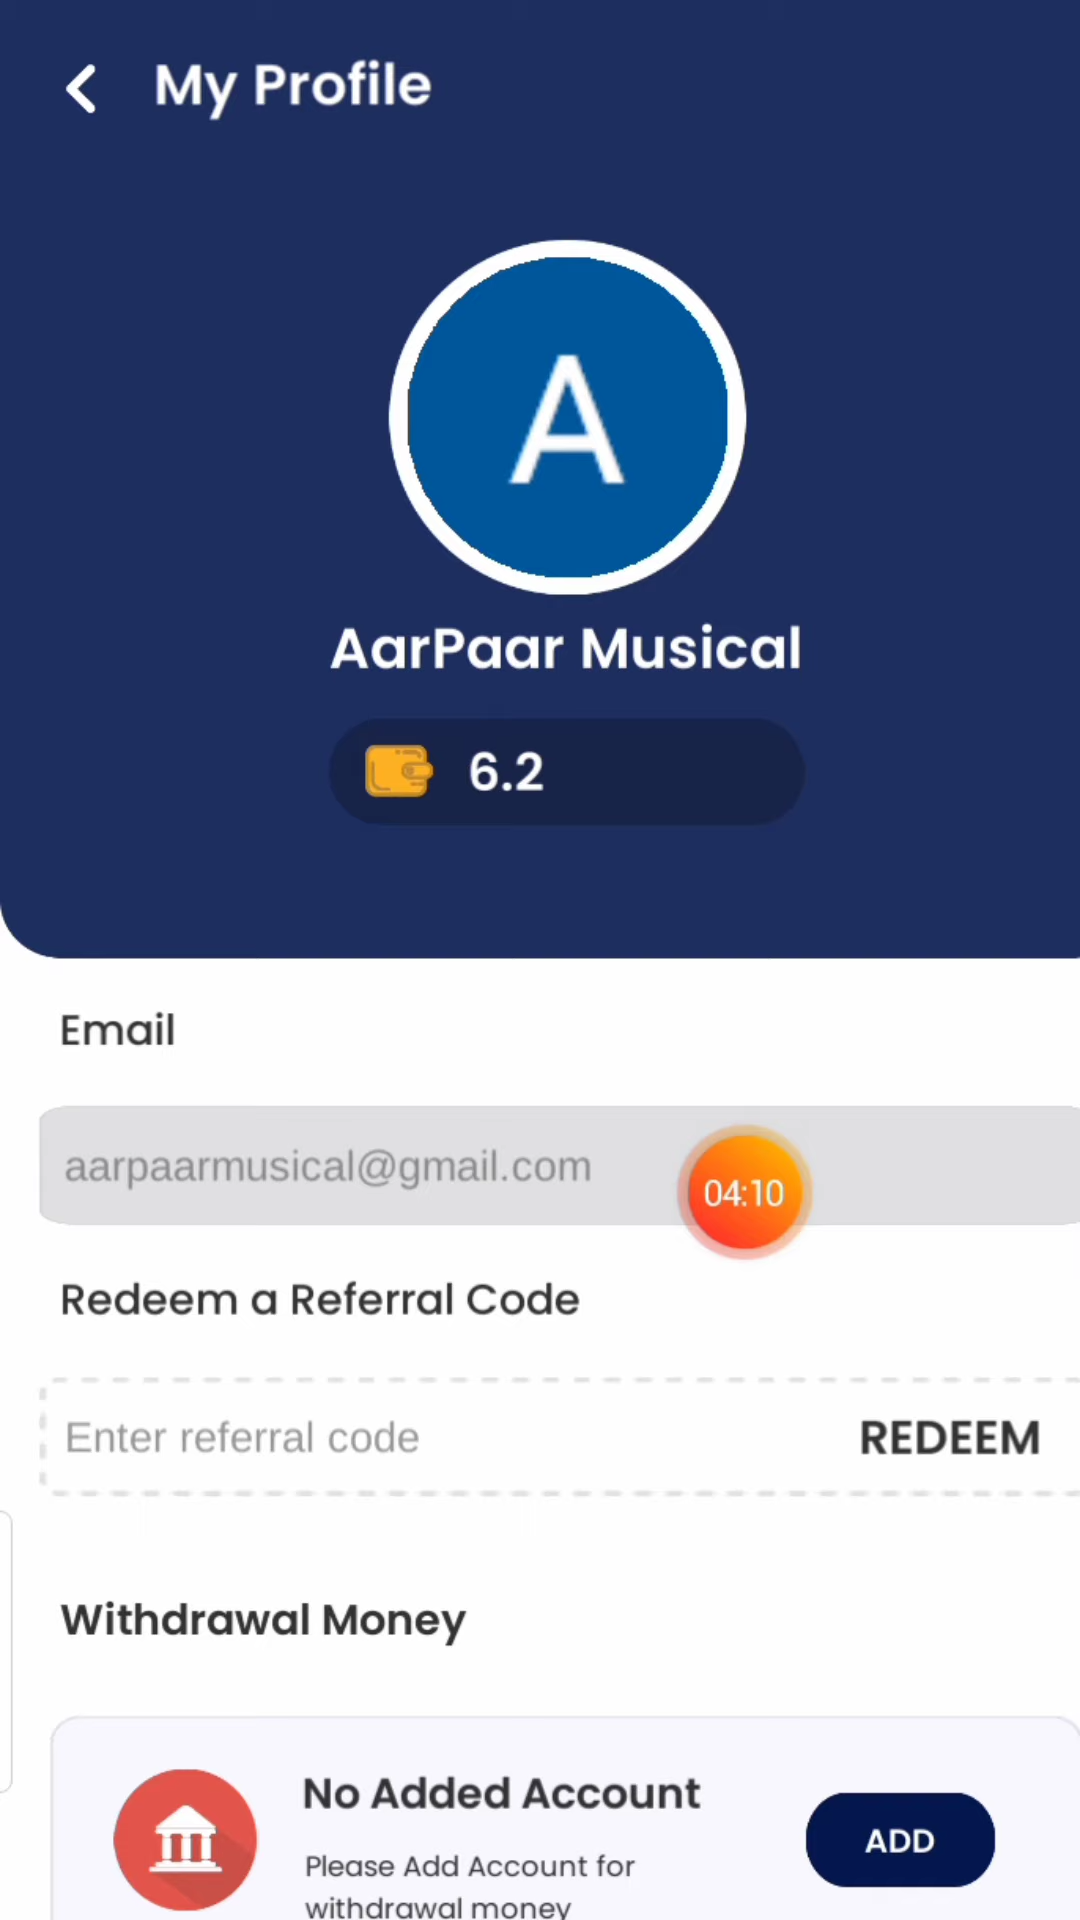 My Profile
A
AarPaar Musical
6.2
Email
aarpaarmusical@gmail.com
04:10
Redeem a Referral Code
Enter referral code REDEEM
Withdrawal Money
No Added Account
ADD
Please Add Account for
withdrawal money